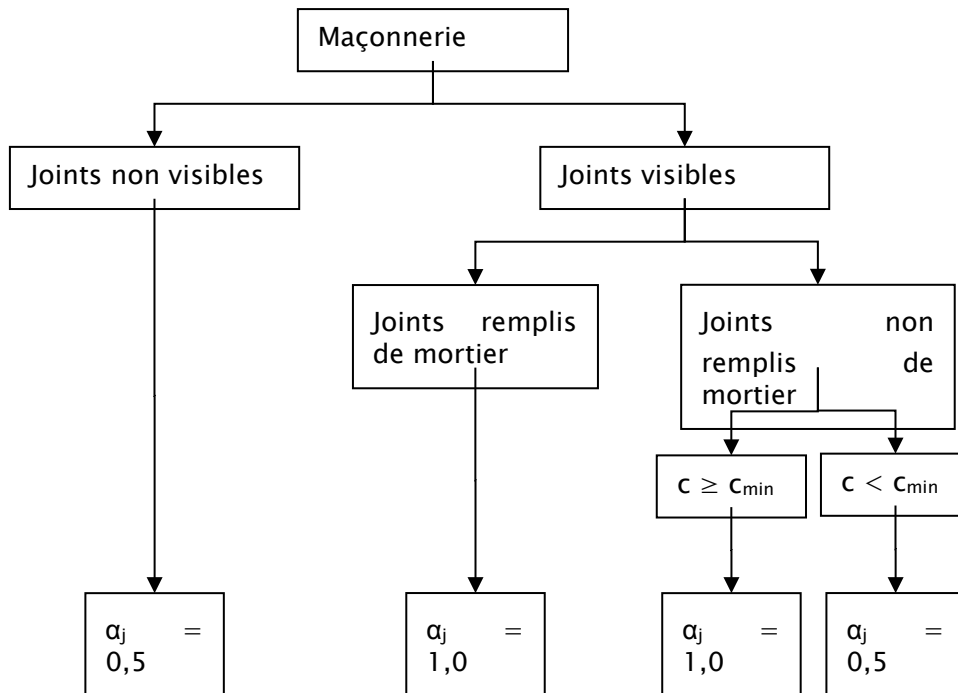 Maçonnerie
Joints non visibles
Joints visibles
Joints remplis
de mortier
Joints non
remplis de
mortier
c ≥ cmin
c < cmin
αj =
0,5
αj =
1,0
αj =
1,0
αj =
0,5